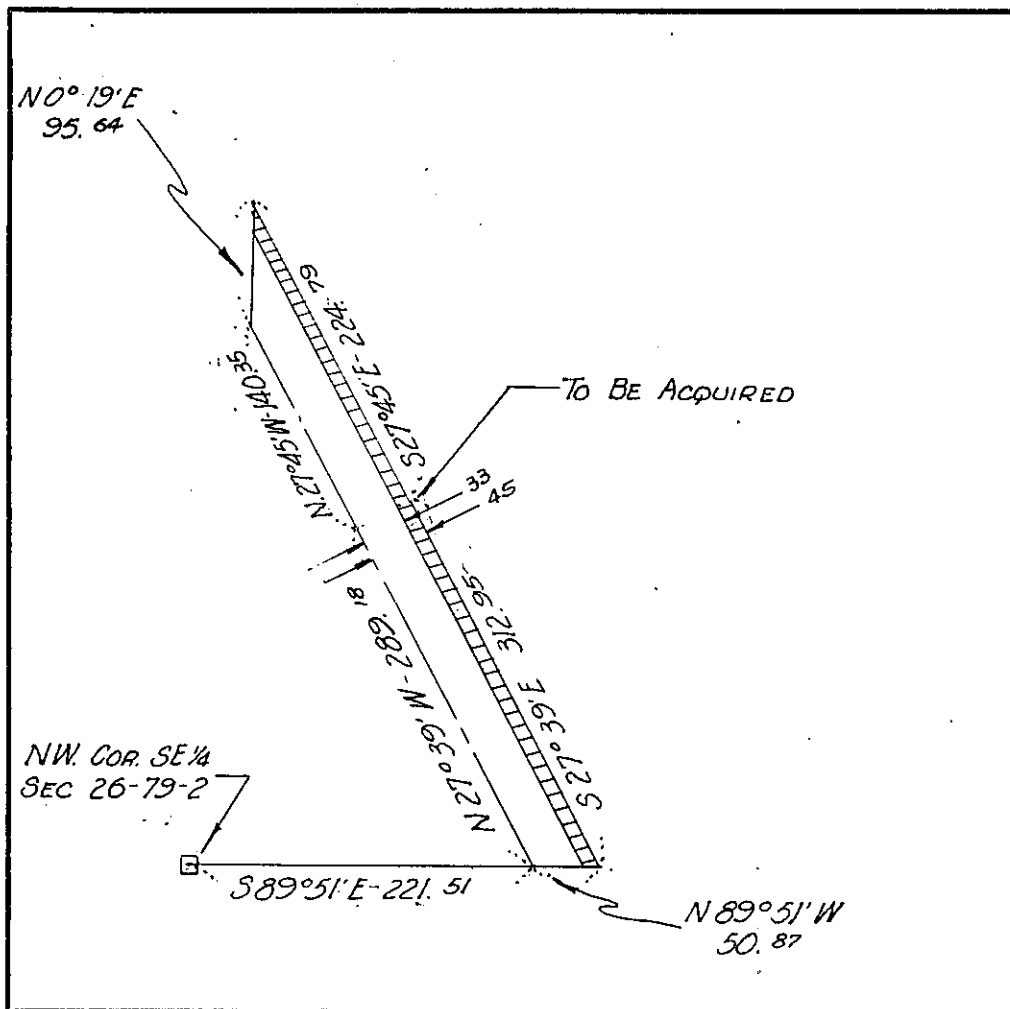 N 0° 19' E
95. 64
S 27° 45' E - 224. 79
N. 27° 45' W - 140. 35
TO BE ACQUIRED
33
45
N 27° 39' W - 289. 18
S 27° 39' E 312. 95
NW. COR. SE 1/4
SEC 26-79-2
S 89° 51' E - 221. 51
N 89° 51' W
50. 87